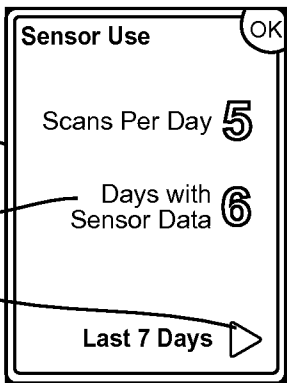 Sensor Use
OK
Scans Per Day 5
Days with
Sensor Data 6
Last 7 Days